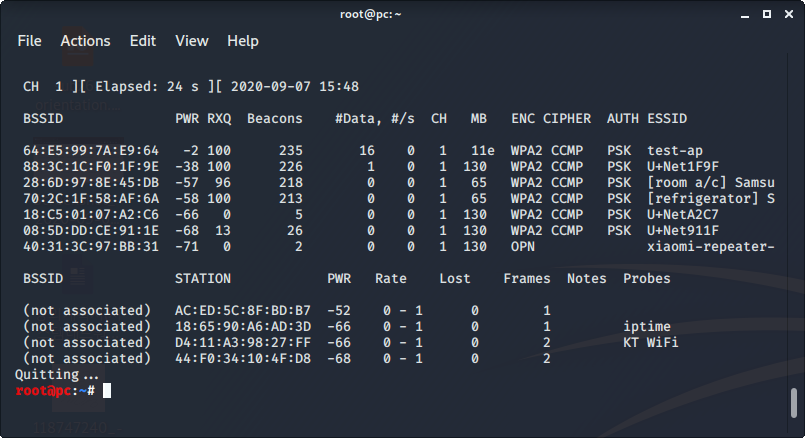 root@pc: ~
File Actions Edit View Help
CH 1 ][ Elapsed: 24 s ][ 2020-09-07 15:48
BSSID PWR RXQ Beacons #Data, #/s CH MB ENC CIPHER AUTH ESSID
64:E5:99:7A:E9:64 -2 100 235 16 0 1 11e WPA2 CCMP PSK test-ap
88:3C:1C:F0:1F:9E -38 100 226 1 0 1 130 WPA2 CCMP PSK U+Net1F9F
28:6D:97:8E:45:DB -57 96 218 0 0 1 65 WPA2 CCMP PSK [room a/c] Samsu
70:2C:1F:58:AF:6A -58 100 213 0 0 1 65 WPA2 CCMP PSK [refrigerator] S
18:C5:01:07:A2:C6 -66 0 5 0 0 1 130 WPA2 CCMP PSK U+NetA2C7
08:5D:DD:CE:91:1E -68 13 26 0 0 1 130 WPA2 CCMP PSK U+Net911F
40:31:3C:97:BB:31 -71 0 2 0 0 1 130 OPN xiaomi-repeater-
BSSID STATION PWR Rate Lost Frames Notes Probes
(not associated) AC:ED:5C:8F:BD:B7 -52 0 - 1 0 1
(not associated) 18:65:90:A6:AD:3D -66 0 - 1 0 1 iptime
(not associated) D4:11:A3:98:27:FF -66 0 - 1 0 2 KT WiFi
(not associated) 44:F0:34:10:4F:D8 -68 0 - 1 0 2
Quitting...
root@pc:~#